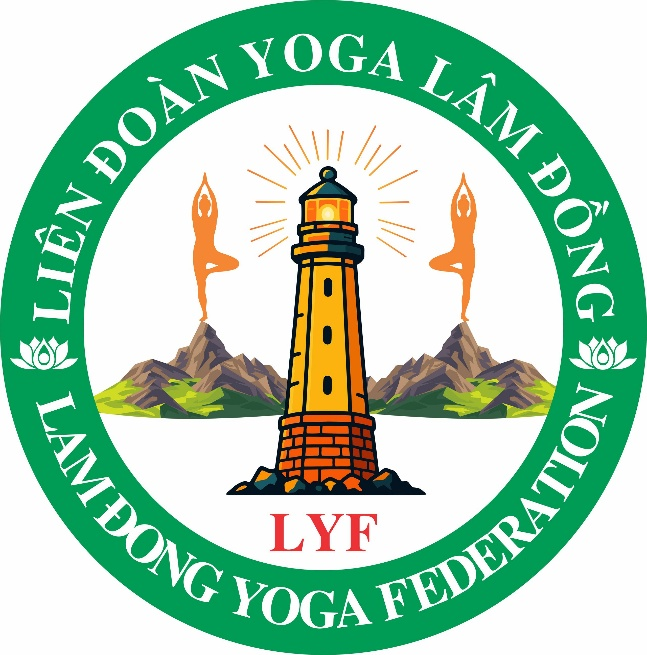 LIÊN ĐOÀN YOGA LÂM ĐỒNG
LYF
LAM ĐONG YOGA FEDERATION